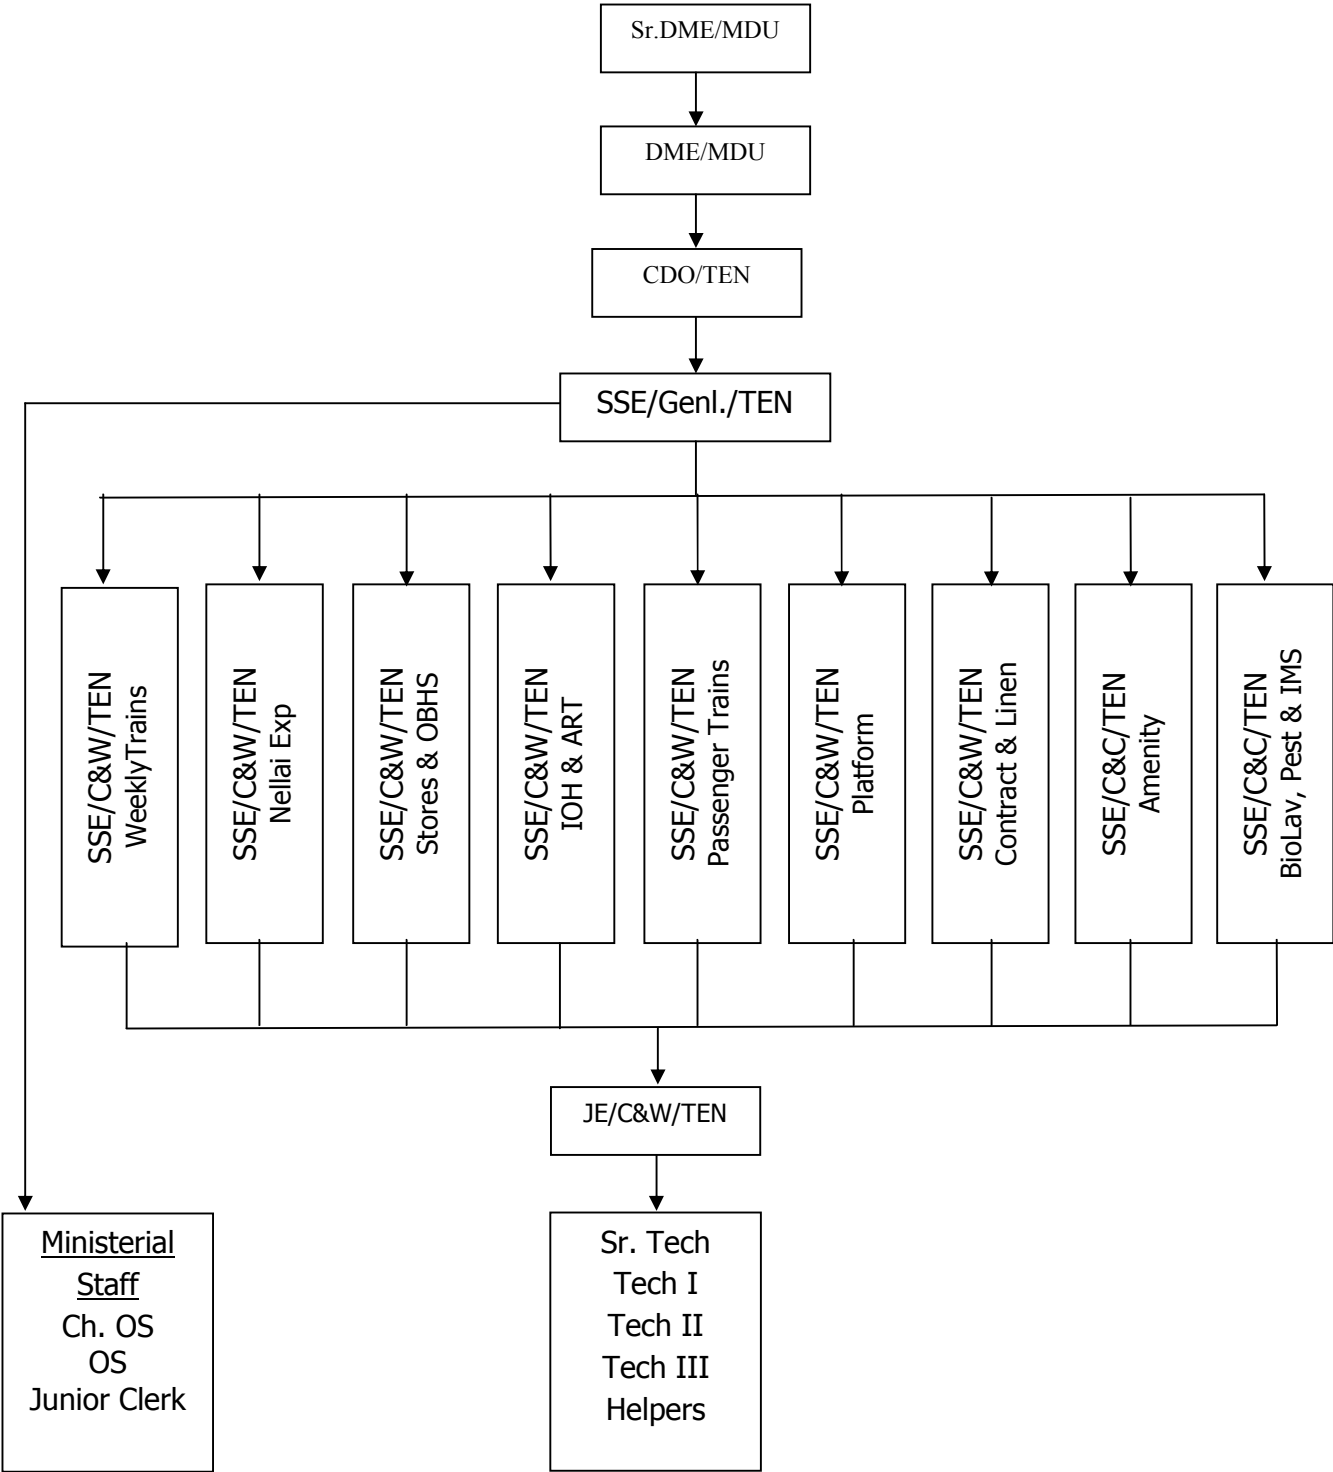 Sr.DME/MDU
DME/MDU
CDO/TEN
SSE/Genl./TEN
SSE/C&W/TEN
WeeklyTrains
SSE/C&W/TEN
Nellai Exp
SSE/C&W/TEN
Stores & OBHS
SSE/C&W/TEN
IOH & ART
SSE/C&W/TEN
Passenger Trains
SSE/C&W/TEN
Platform
SSE/C&W/TEN
Contract & Linen
SSE/C&C/TEN
Amenity
SSE/C&C/TEN
BioLav, Pest & IMS
JE/C&W/TEN
Ministerial
Staff
Ch. OS
OS
Junior Clerk
Sr. Tech
Tech I
Tech II
Tech III
Helpers